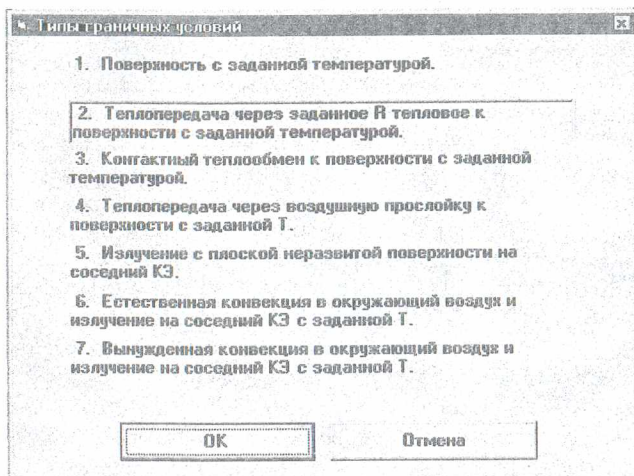 Типы граничных условий
1. Поверхность с заданной температурой.
2. Теплопередача через заданное R тепловое к
поверхности с заданной температурой.
3. Контактный теплообмен к поверхности с заданной
температурой.
4. Теплопередача через воздушную прослойку к
поверхности с заданной Т.
5. Излучение с плоской неразвитой поверхности на
соседний КЭ.
6. Естественная конвекция в окружающий воздух и
излучение на соседний КЭ с заданной Т.
7. Вынужденная конвекция в окружающий воздух и
излучение на соседний КЭ с заданной Т.
OK
Отмена